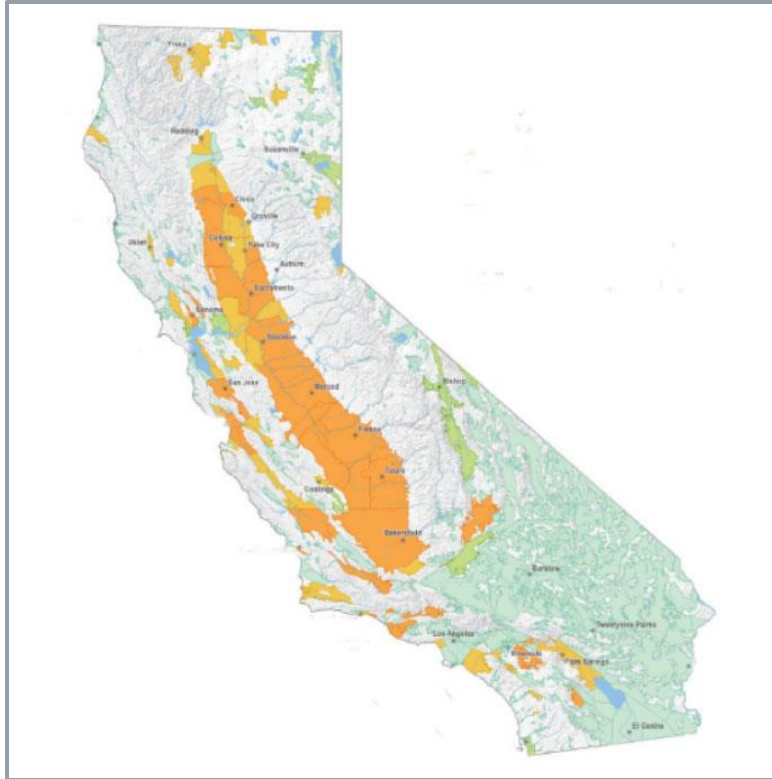 Yreka
Redding
Susanville
Chico
Oroville
Colusa
Yuba City
Ukiah
Auburn
Sacramento
Sonoma
Stockton
San Jose
Merced
Bishop
Fresno
Tulare
Coalinga
Bakersfield
Barstow
Los Angeles
Twentynine Palms
Riverside
Palm Springs
El Centro